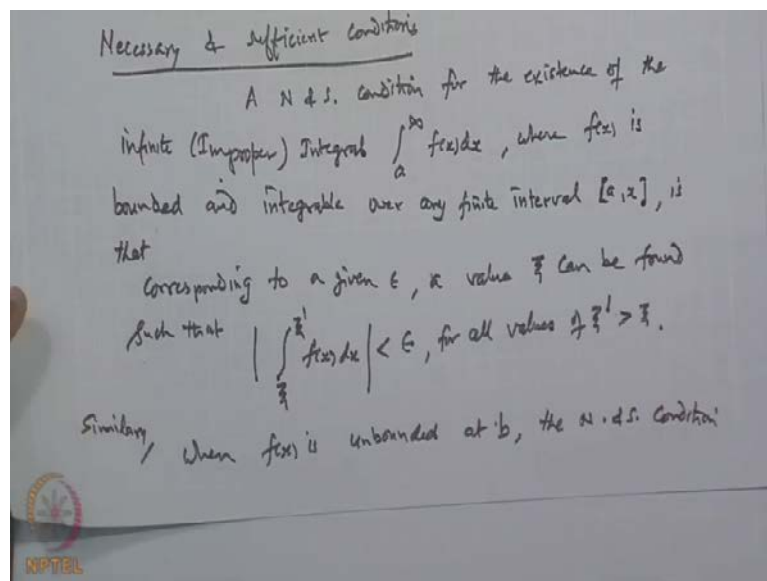 Necessary & sufficient conditions
A N & S. condition for the existence of the
infinite (Improper) Integral ∫_a^∞ f(x)dx, where f(x) is
bounded and integrable over any finite interval [a,x], is
that
corresponding to a given ε, a value ξ can be found
such that |∫_ξ^ξ' f(x)dx| < ε, for all values of ξ' > ξ.
Similary, when f(x) is unbounded at b, the N. & S. condition
NPTEL